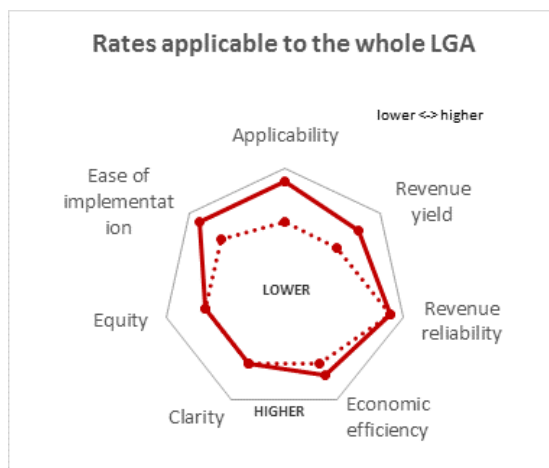 Rates applicable to the whole LGA
lower <-> higher
Applicability
Ease of
implementat
ion
Revenue
yield
LOWER
Equity
Revenue
reliability
Clarity
HIGHER
Economic
efficiency